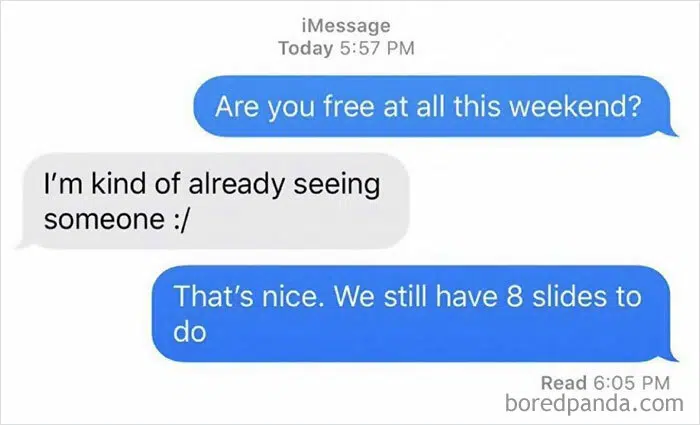 iMessage
Today 5:57 PM
Are you free at all this weekend?
I'm kind of already seeing
someone :/
That's nice. We still have 8 slides to
do
Read 6:05 PM
boredpanda.com